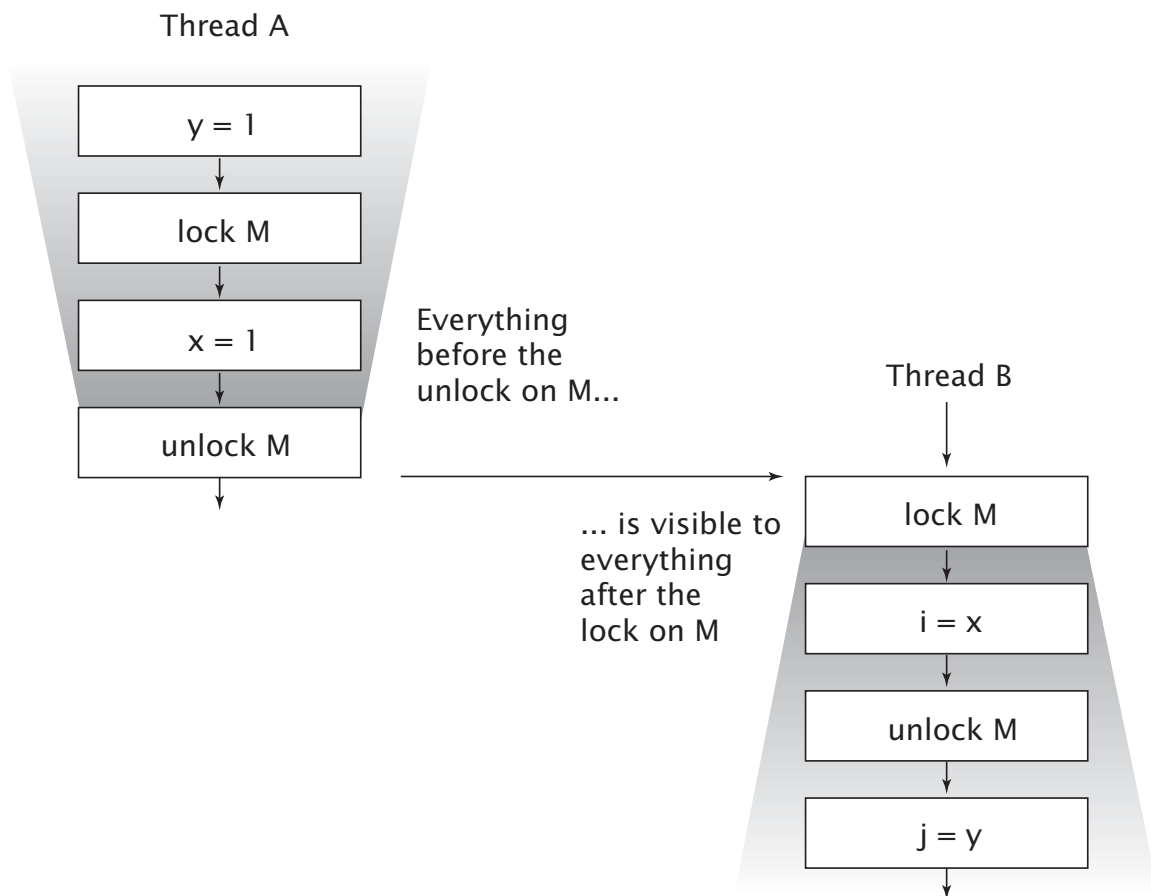 Thread A
y = 1
lock M
x = 1
unlock M
Everything
before the
unlock on M...
Thread B
lock M
... is visible to
everything
after the
lock on M
i = x
unlock M
j = y